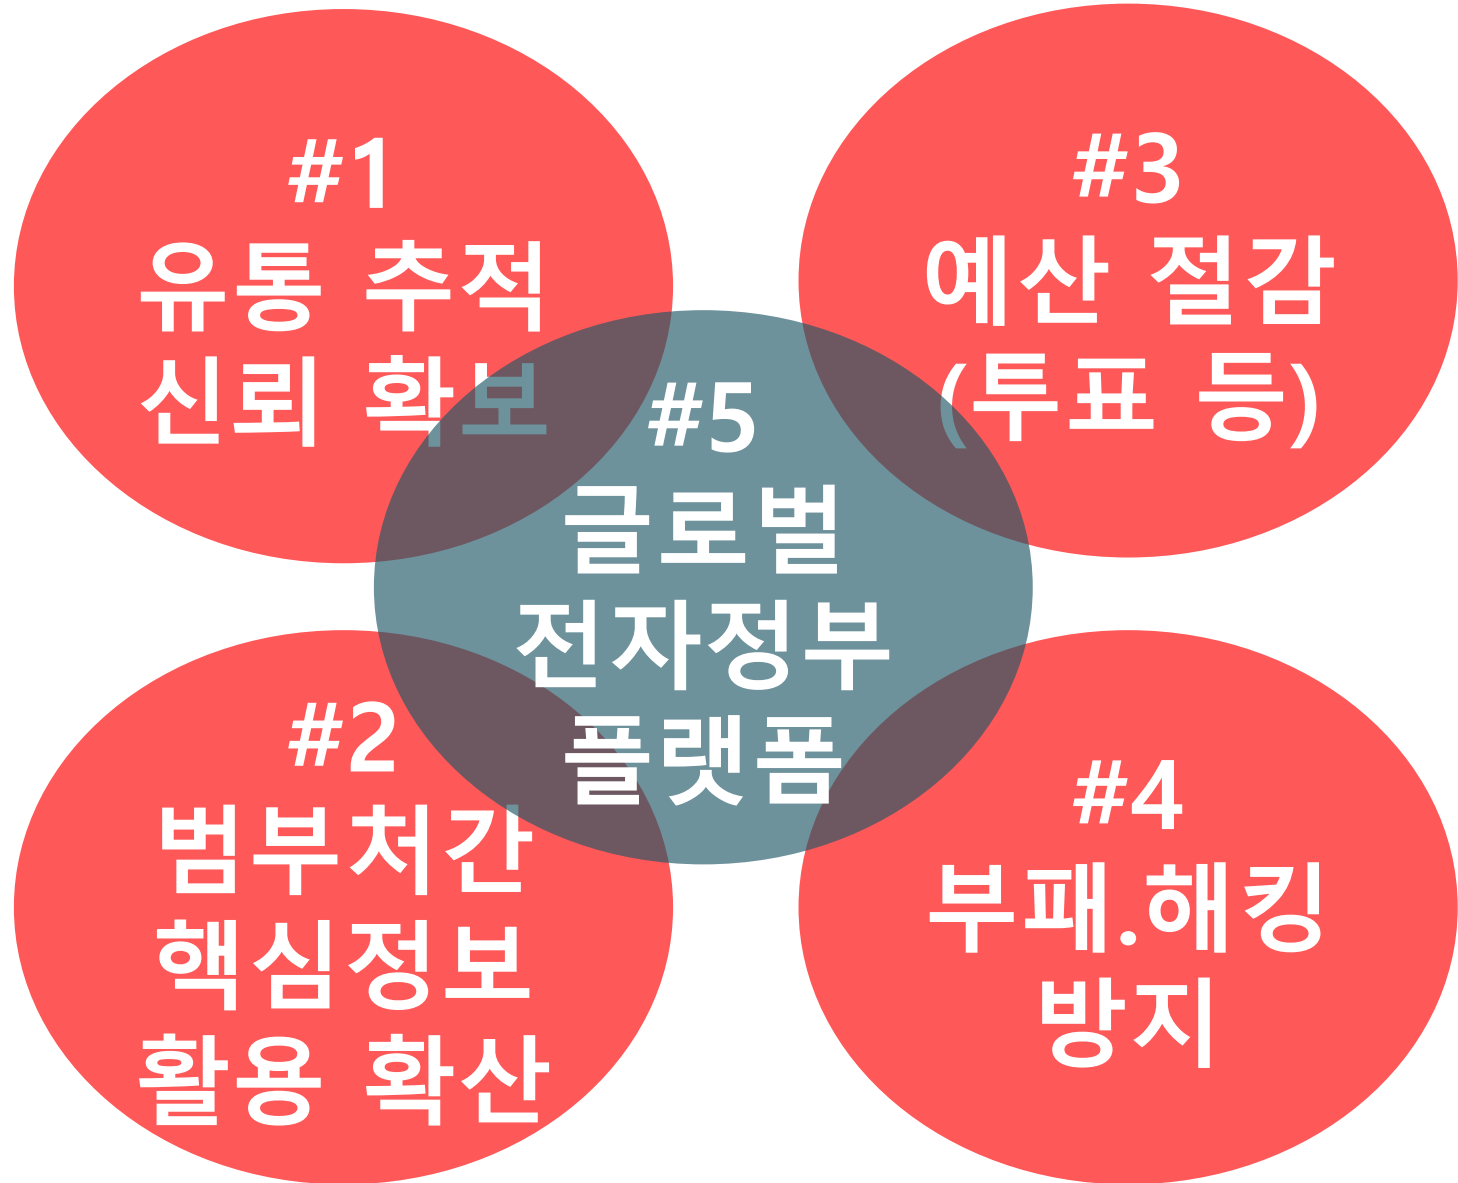 #1
유통 추적
신뢰 확보
#2
범부처간
핵심정보
활용 확산
#3
예산 절감
(투표 등)
#4
부패.해킹
방지
#5
글로벌
전자정부
플랫폼